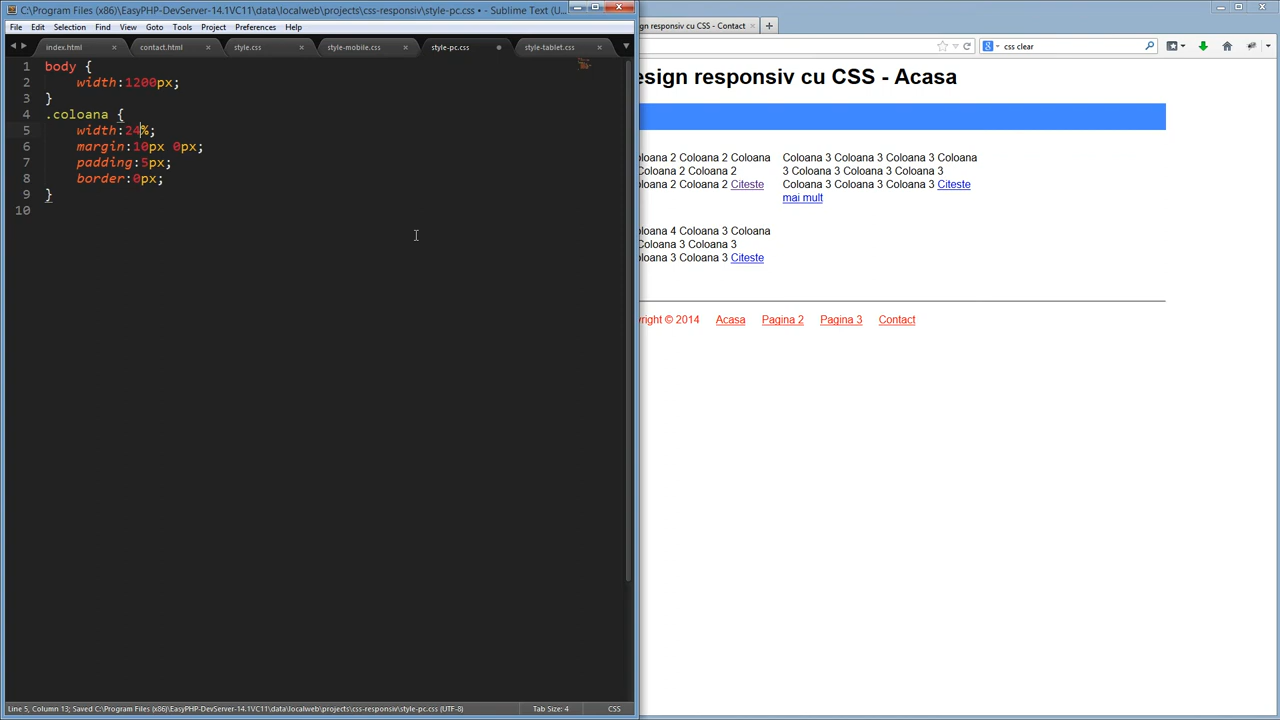 C:\Program Files (x86)\EasyPHP-DevServer-14.1VC11\data\localweb\projects\css-responsiv\style-pc.css • - Sublime Text (U...
File Edit Selection Find View Goto Tools Project Preferences Help
index.html contact.html style.css style-mobile.css style-pc.css style-tablet.css
1 body {
2 width:1200px;
3 }
4 .coloana {
5 width:24%;
6 margin:10px 0px;
7 padding:5px;
8 border:0px;
9 }
10
Line 5, Column 13; Saved C:\Program Files (x86)\EasyPHP-DevServer-14.1VC11\data\localweb\projects\css-responsiv\style-pc.css (UTF-8) Tab Size: 4 CSS
gn responsiv cu CSS - Contact
css clear
esign responsiv cu CSS - Acasa
oloana 2 Coloana 2 Coloana
Coloana 2 Coloana 2
oloana 2 Coloana 2 Citeste
Coloana 3 Coloana 3 Coloana 3 Coloana
3 Coloana 3 Coloana 3 Coloana 3
Coloana 3 Coloana 3 Coloana 3 Citeste
mai mult
oloana 4 Coloana 3 Coloana
Coloana 3 Coloana 3
oloana 3 Coloana 3 Citeste
yright © 2014 Acasa Pagina 2 Pagina 3 Contact